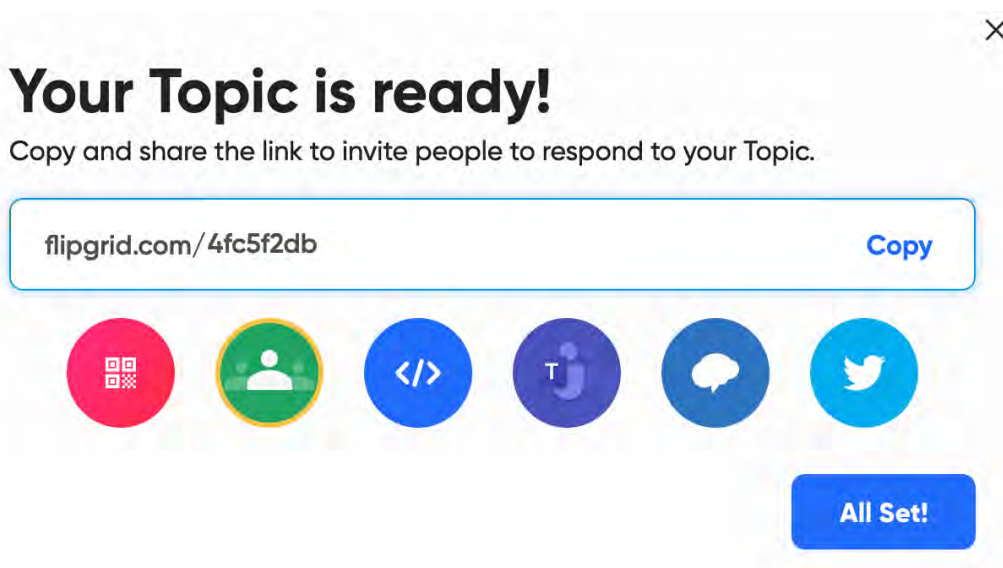 Your Topic is ready!
Copy and share the link to invite people to respond to your Topic.
flipgrid.com/4fc5f2db
Copy
</>
T
All Set!